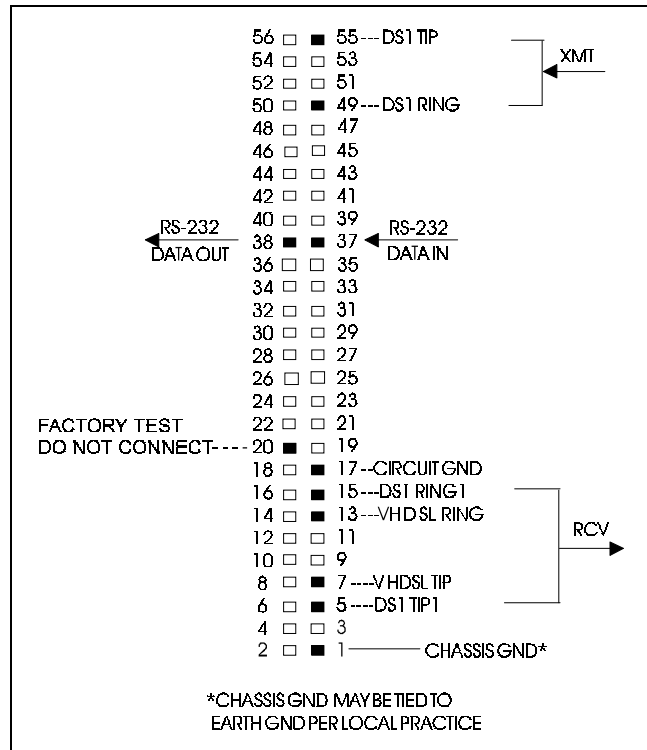 56 55---DS1 TIP
54 53 XMT
52 51
50 49---DS1 RING
48 47
46 45
44 43
42 41
40 39
RS-232 38 37 RS-232
DATA OUT DATA IN
36 35
34 33
32 31
30 29
28 27
26 25
24 23
22 21
FACTORY TEST
DO NOT CONNECT---- 20 19
18 17--CIRCUIT GND
16 15---DS1 RING1
14 13---VHDSL RING
12 11 RCV
10 9
8 7----VHDSL TIP
6 5----DS1 TIP1
4 3
2 1 CHASSIS GND*
*CHASSIS GND MAY BE TIED TO
EARTH GND PER LOCAL PRACTICE